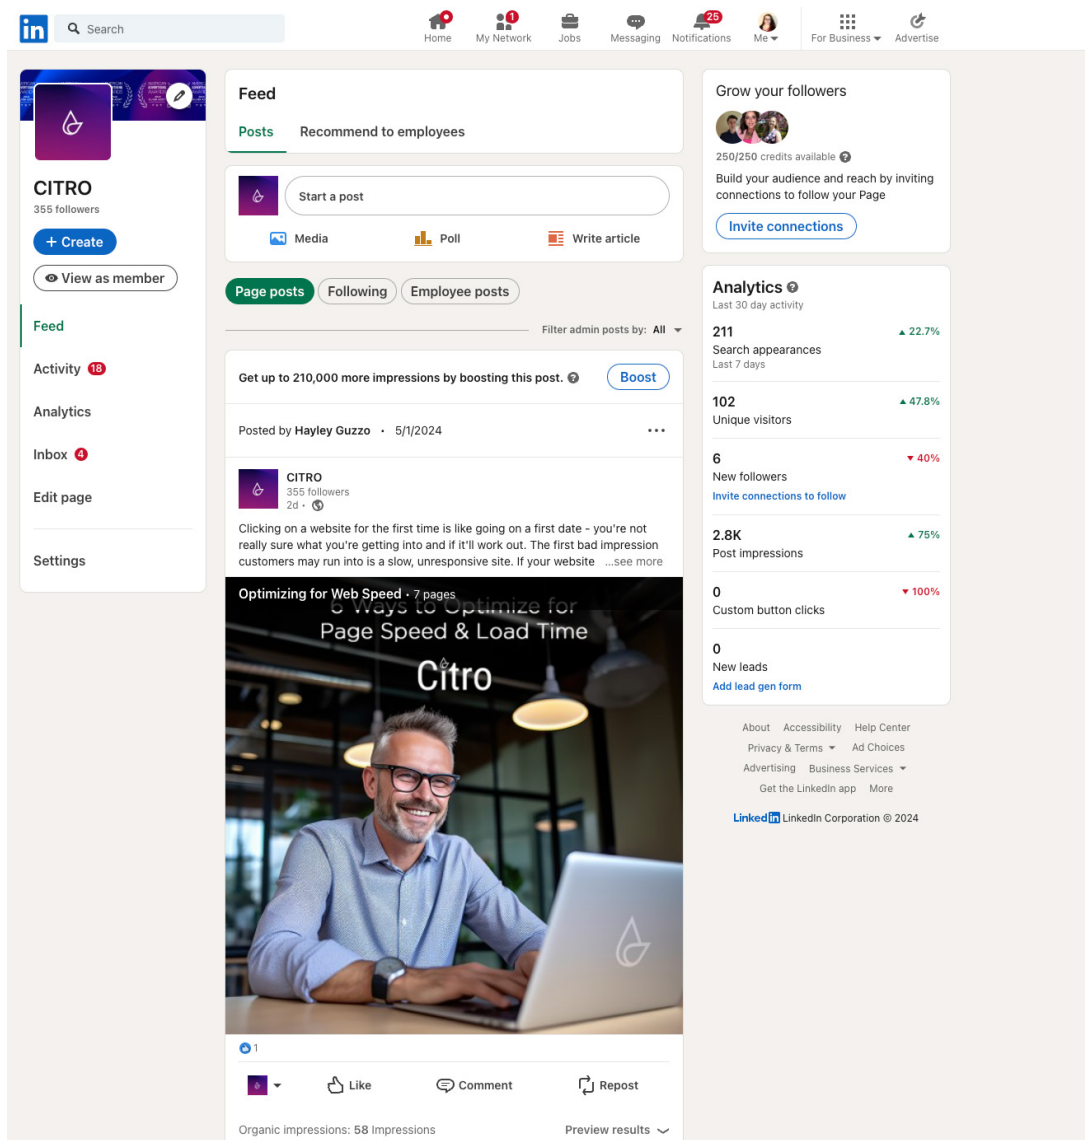 in
Search
Home
1
My Network
Jobs
Messaging
25
Notifications
Me
For Business
Advertise
CITRO
355 followers
+ Create
View as member
Feed
Activity 18
Analytics
Inbox 4
Edit page
Settings
Feed
Posts
Recommend to employees
Start a post
Media
Poll
Write article
Page posts
Following
Employee posts
Filter admin posts by: All
Get up to 210,000 more impressions by boosting this post. ?
Boost
Posted by Hayley Guzzo • 5/1/2024
CITRO
355 followers
2d •
Clicking on a website for the first time is like going on a first date - you're not
really sure what you're getting into and if it'll work out. The first bad impression
customers may run into is a slow, unresponsive site. If your website ...see more
Optimizing for Web Speed • 7 pages
6 Ways to Optimize for
Page Speed & Load Time
Citro
1
Like
Comment
Repost
Organic impressions: 58 Impressions
Preview results
Grow your followers
250/250 credits available ?
Build your audience and reach by inviting
connections to follow your Page
Invite connections
Analytics ?
Last 30 day activity
211
▲ 22.7%
Search appearances
Last 7 days
102
▲ 47.8%
Unique visitors
6
▼ 40%
New followers
Invite connections to follow
2.8K
▲ 75%
Post impressions
0
▼ 100%
Custom button clicks
0
New leads
Add lead gen form
About Accessibility Help Center
Privacy & Terms Ad Choices
Advertising Business Services
Get the LinkedIn app More
Linked in LinkedIn Corporation © 2024